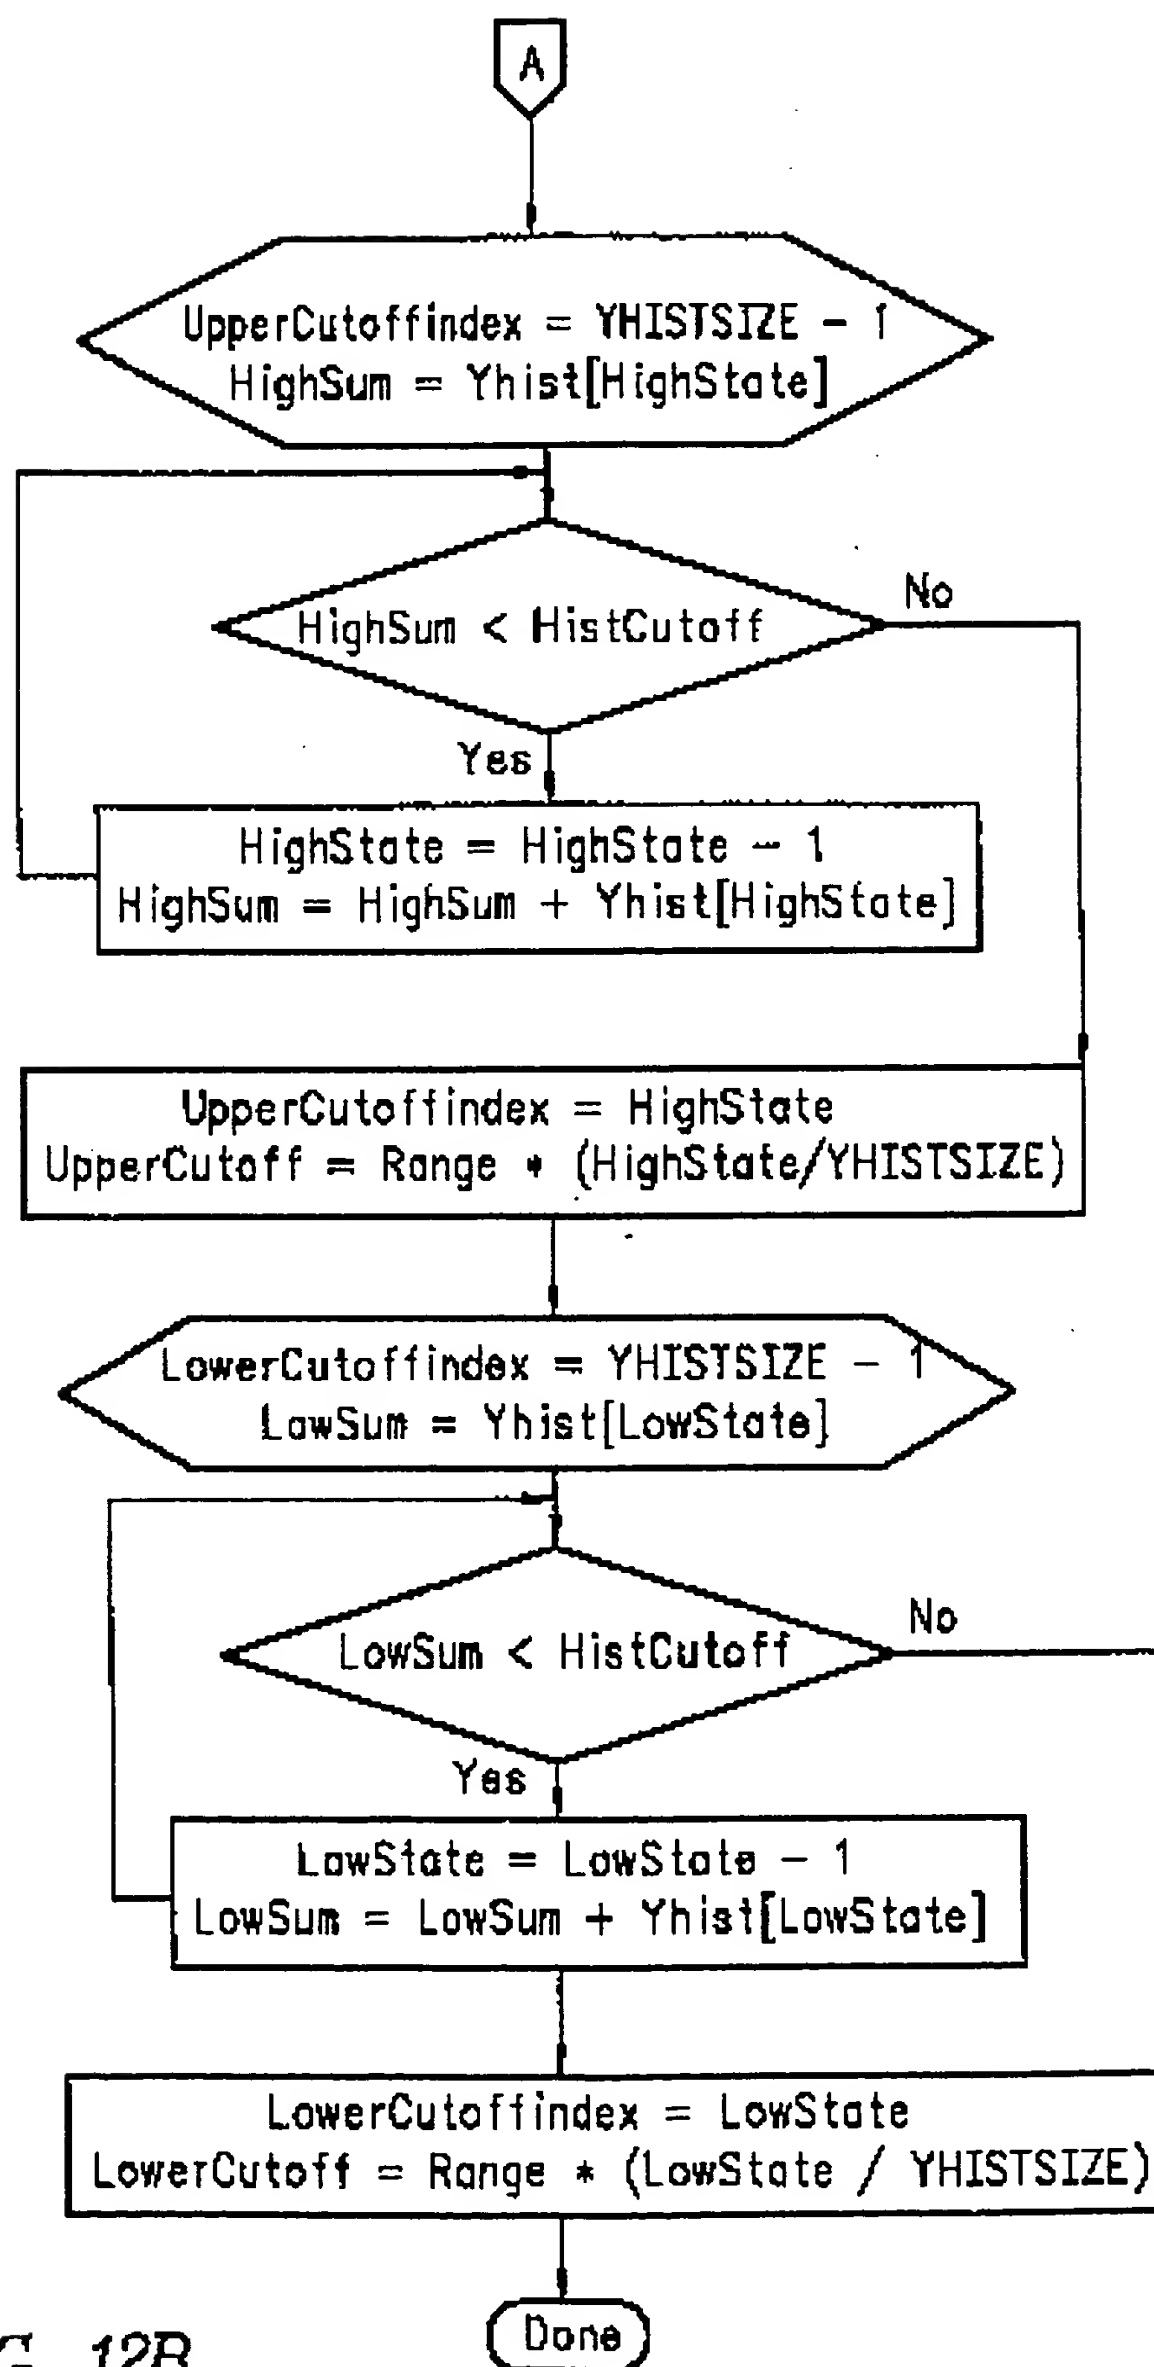 A
UpperCutoffindex = YHISTSIZE - 1
HighSum = Yhist[HighState]
HighSum < HistCutoff
No
Yes
HighState = HighState - 1
HighSum = HighSum + Yhist[HighState]
UpperCutoffindex = HighState
UpperCutoff = Range * (HighState/YHISTSIZE)
LowerCutoffindex = YHISTSIZE - 1
LowSum = Yhist[LowState]
LowSum < HistCutoff
No
Yes
LowState = LowState - 1
LowSum = LowSum + Yhist[LowState]
LowerCutoffindex = LowState
LowerCutoff = Range * (LowState / YHISTSIZE)
Done
G. 12B